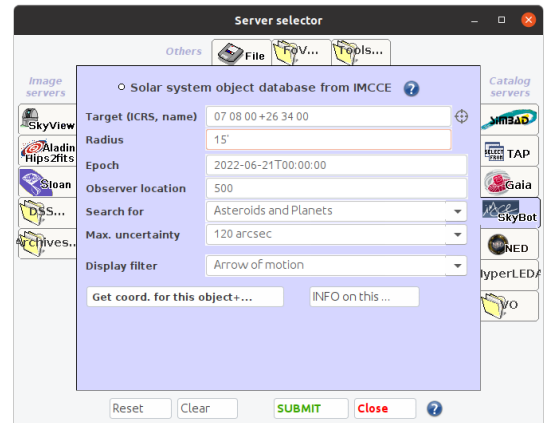 Server selector
Others
File
FoV...
Tools...
Image
servers
Catalog
servers
Solar system object database from IMCCE
SkyView
Aladin
Hips2fits
Sloan
DSS...
Archives..
Target (ICRS, name) 07 08 00 +26 34 00
Radius 15'
Epoch 2022-06-21T00:00:00
Observer location 500
Search for Asteroids and Planets
Max. uncertainty 120 arcsec
Display filter Arrow of motion
Get coord. for this object+... INFO on this ...
SIMBAD
TAP
Gaia
SkyBot
NED
HyperLEDA
VO
Reset Clear SUBMIT Close